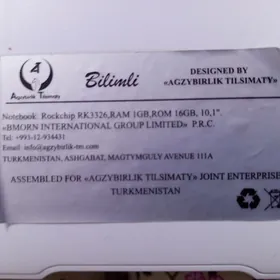 Agzybirlik Tilsimaty
Bilimli
DESIGNED BY
«AGZYBIRLIK TILSIMATY»
Notebook: Rockchip RK3326,RAM 1GB,ROM 16GB, 10,1".
«BMORN INTERNATIONAL GROUP LIMITED» P.R.C.
Tel: +993-12-934431
Email: info@agzybirlik-tm.com
TURKMENISTAN, ASHGABAT, MAGTYMGULY AVENUE 111A
ASSEMBLED FOR «AGZYBIRLIK TILSIMATY» JOINT ENTERPRISE
TURKMENISTAN